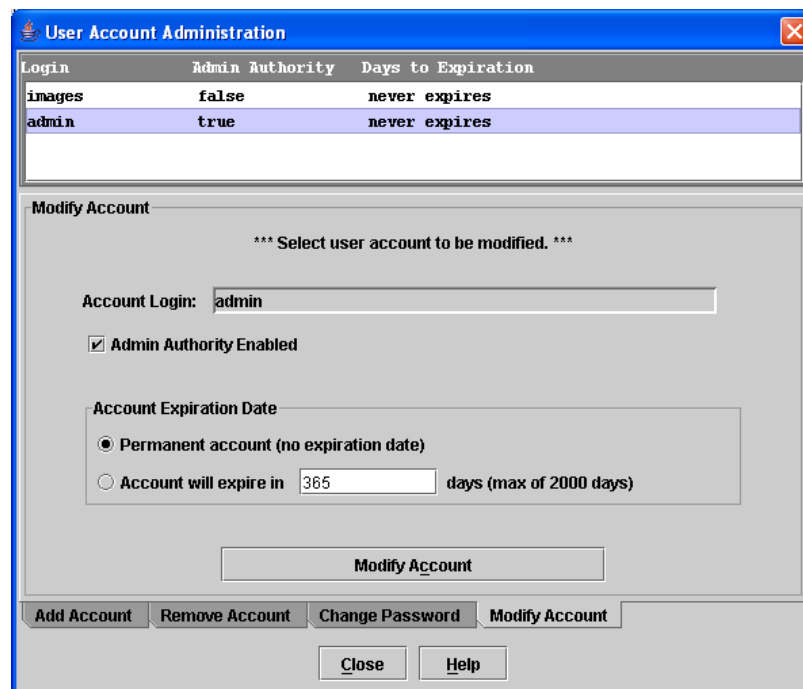 User Account Administration
Login Admin Authority Days to Expiration
images false never expires
admin true never expires
Modify Account
*** Select user account to be modified. ***
Account Login: admin
Admin Authority Enabled
Account Expiration Date
Permanent account (no expiration date)
Account will expire in 365 days (max of 2000 days)
Modify Account
Add Account Remove Account Change Password Modify Account
Close Help